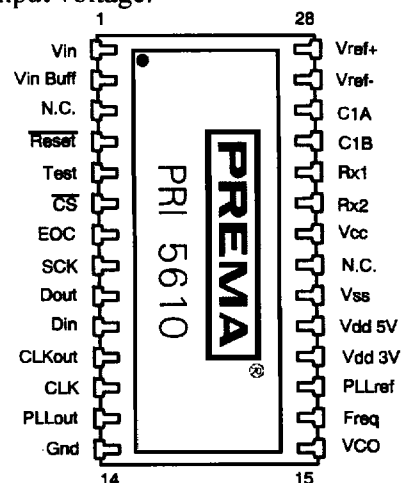 nput voltage.
1 28
Vin Vref+
Vin Buff Vref-
N.C. C1A
Reset C1B
Test Rx1
CS Rx2
EOC Vcc
SCK N.C.
Dout Vss
Din Vdd 5V
CLKout Vdd 3V
CLK PLLref
PLLout Freq
Gnd VCO
14 15
PRI 5610
PREMA
®